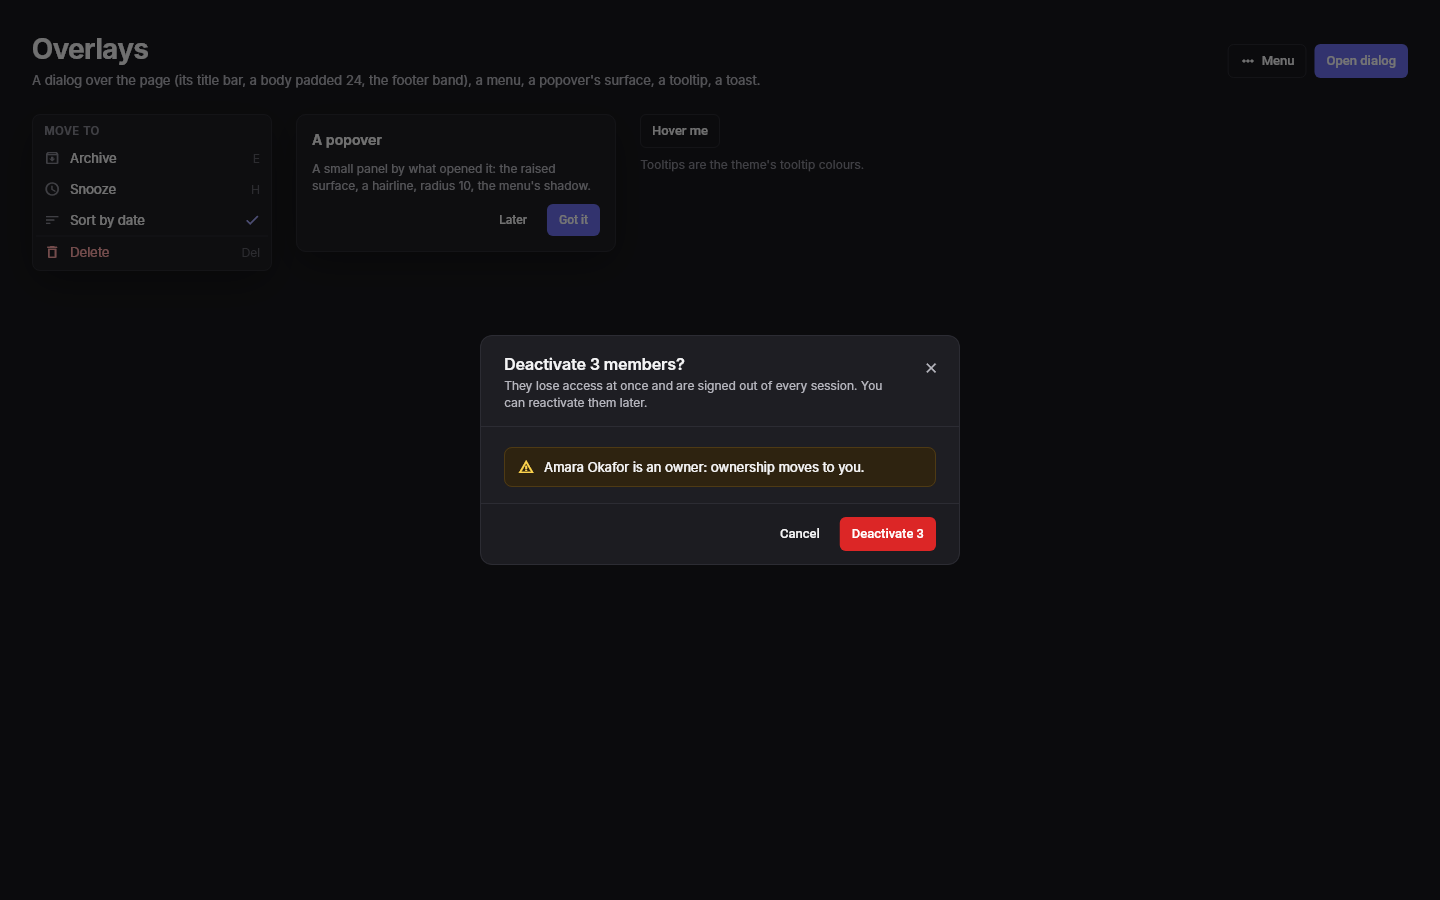 Overlays
A dialog over the page (its title bar, a body padded 24, the footer band), a menu, a popover's surface, a tooltip, a toast.
Menu
Open dialog
MOVE TO
Archive E
Snooze H
Sort by date
Delete Del
A popover
A small panel by what opened it: the raised
surface, a hairline, radius 10, the menu's shadow.
Later
Got it
Hover me
Tooltips are the theme's tooltip colours.
Deactivate 3 members?
They lose access at once and are signed out of every session. You
can reactivate them later.
Amara Okafor is an owner: ownership moves to you.
Cancel
Deactivate 3